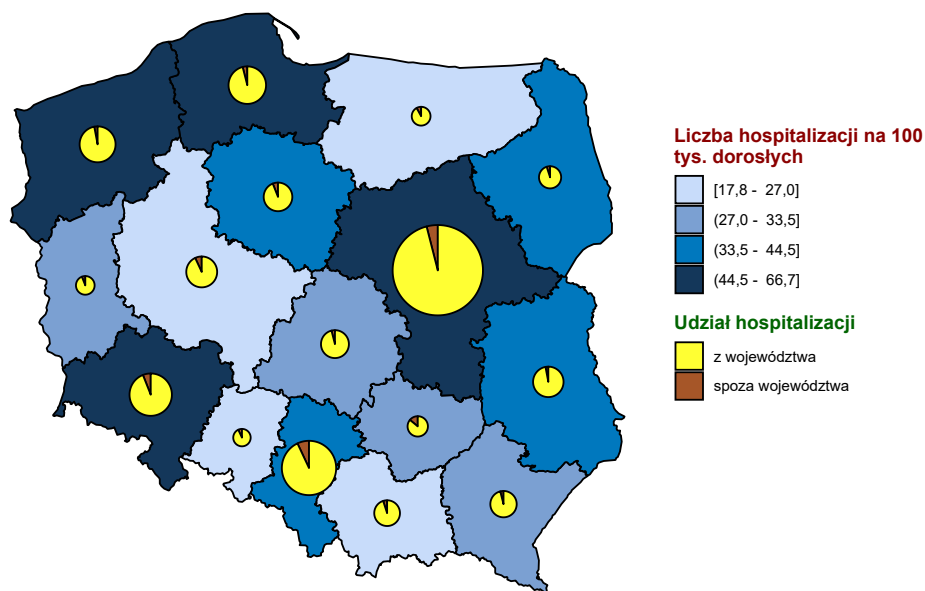 Liczba hospitalizacji na 100
tys. dorosłych
[17,8 - 27,0]
(27,0 - 33,5]
(33,5 - 44,5]
(44,5 - 66,7]
Udział hospitalizacji
z województwa
spoza województwa